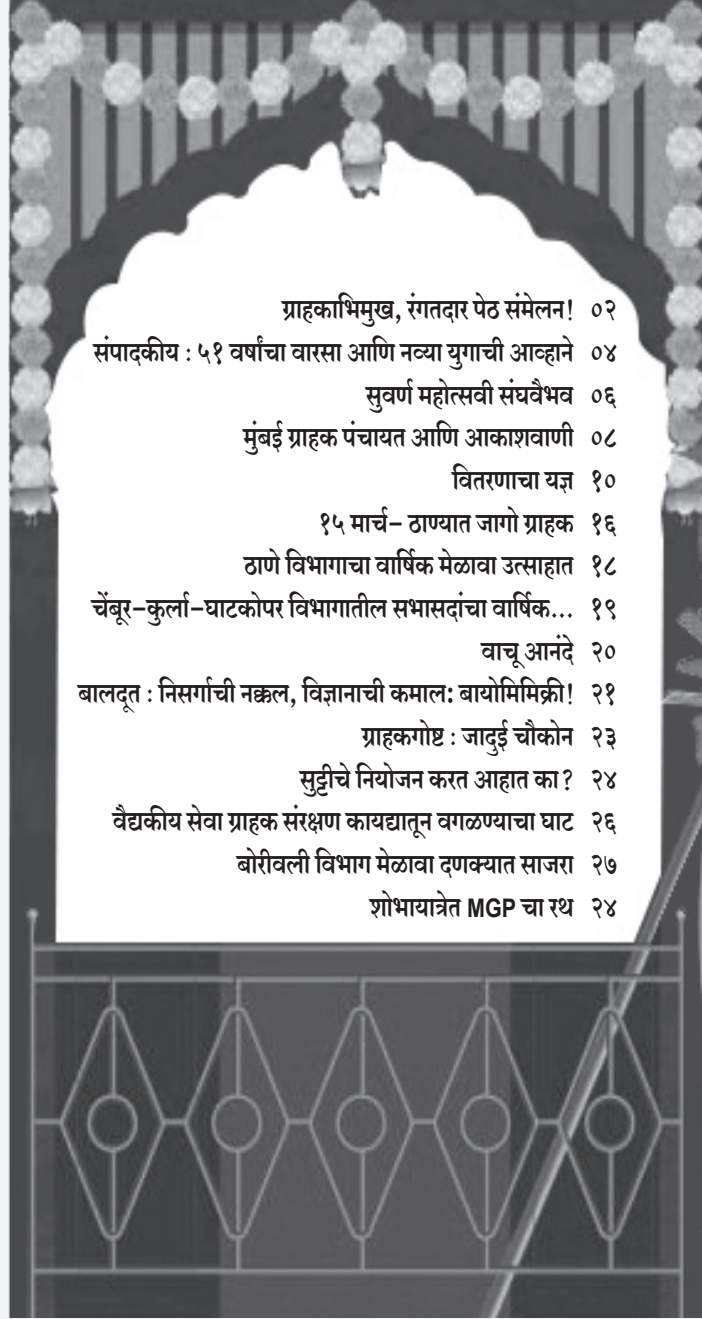 ग्राहकाभिमुख, रंगतदार पेठ संमेलन! ०२
संपादकीय : ५१ वर्षांचा वारसा आणि नव्या युगाची आव्हाने ०४
सुवर्ण महोत्सवी संघवैभव ०६
मुंबई ग्राहक पंचायत आणि आकाशवाणी ०८
वितरणाचा यज्ञ १०
१५ मार्च– ठाण्यात जागो ग्राहक १६
ठाणे विभागाचा वार्षिक मेळावा उत्साहात १८
चेंबूर–कुर्ला–घाटकोपर विभागातील सभासदांचा वार्षिक... १९
वाचू आनंदे २०
बालदूत : निसर्गाची नक्कल, विज्ञानाची कमाल: बायोमिमिक्री! २१
ग्राहकगोष्ट : जादुई चौकोन २३
सुट्टीचे नियोजन करत आहात का? २४
वैद्यकीय सेवा ग्राहक संरक्षण कायद्यातून वगळण्याचा घाट २६
बोरीवली विभाग मेळावा दणक्यात साजरा २७
शोभायात्रेत MGP चा रथ २४